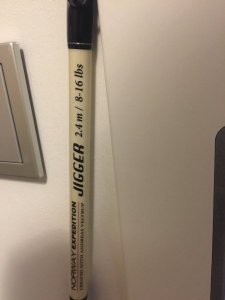 NORWAY EXPEDITION
JIGGER 2.4 m / 8-16 lbs